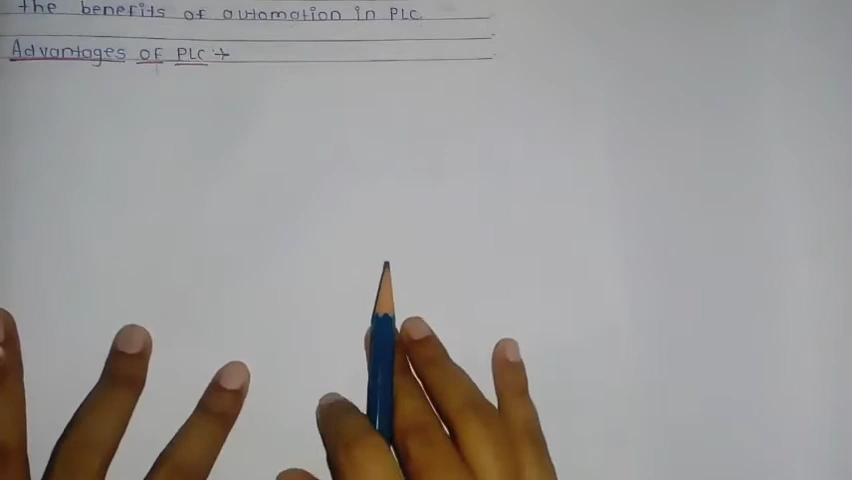 the benefits of automation in PLC
Advantages OF PLC :→